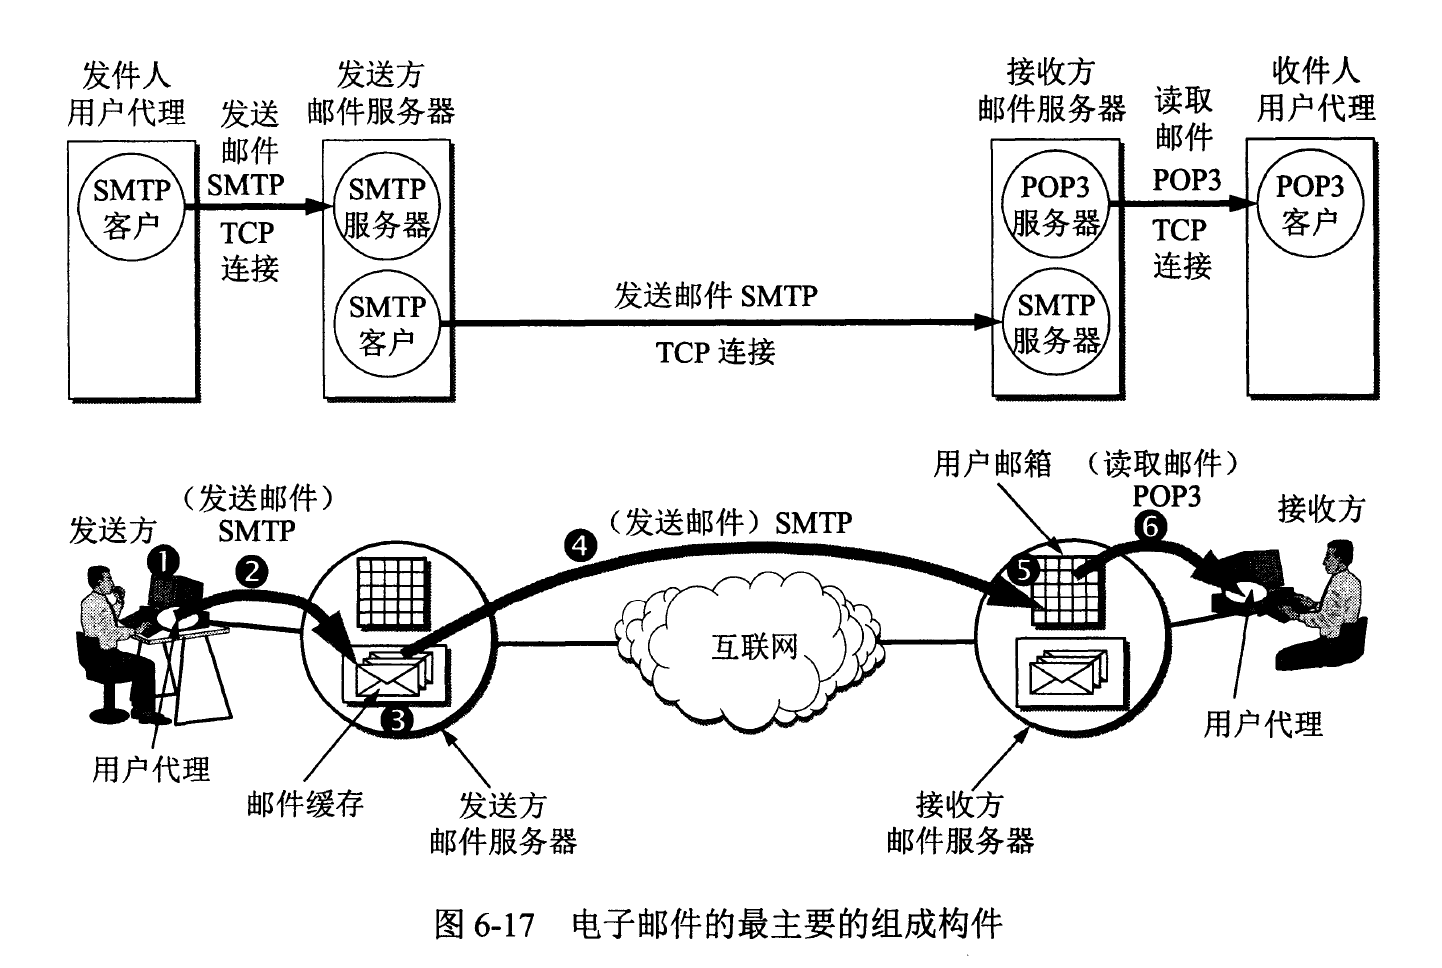 发件人
用户代理
发送
邮件
SMTP
TCP
连接
发送方
邮件服务器
SMTP
客户
SMTP
服务器
SMTP
客户
发送邮件 SMTP
TCP 连接
接收方
邮件服务器
POP3
服务器
SMTP
服务器
读取
邮件
POP3
TCP
连接
收件人
用户代理
POP3
客户
发送方
❶
(发送邮件)
SMTP
❷
❸
❹
(发送邮件) SMTP
用户邮箱
(读取邮件)
POP3
❺
❻
接收方
互联网
用户代理
邮件缓存
发送方
邮件服务器
接收方
邮件服务器
用户代理
图 6-17 电子邮件的最主要的组成构件